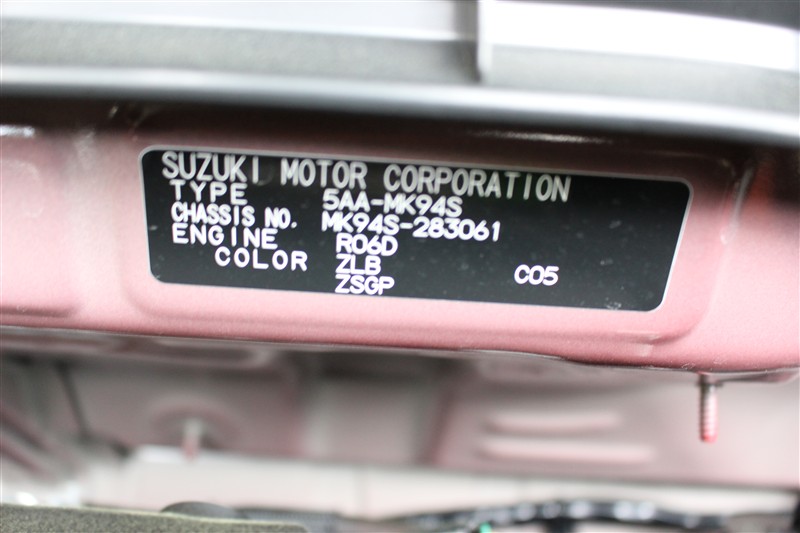 SUZUKI MOTOR CORPORATION
TYPE 5AA-MK94S
CHASSIS NO. MK94S-283061
ENGINE R06D
COLOR ZLB C05
ZSGP